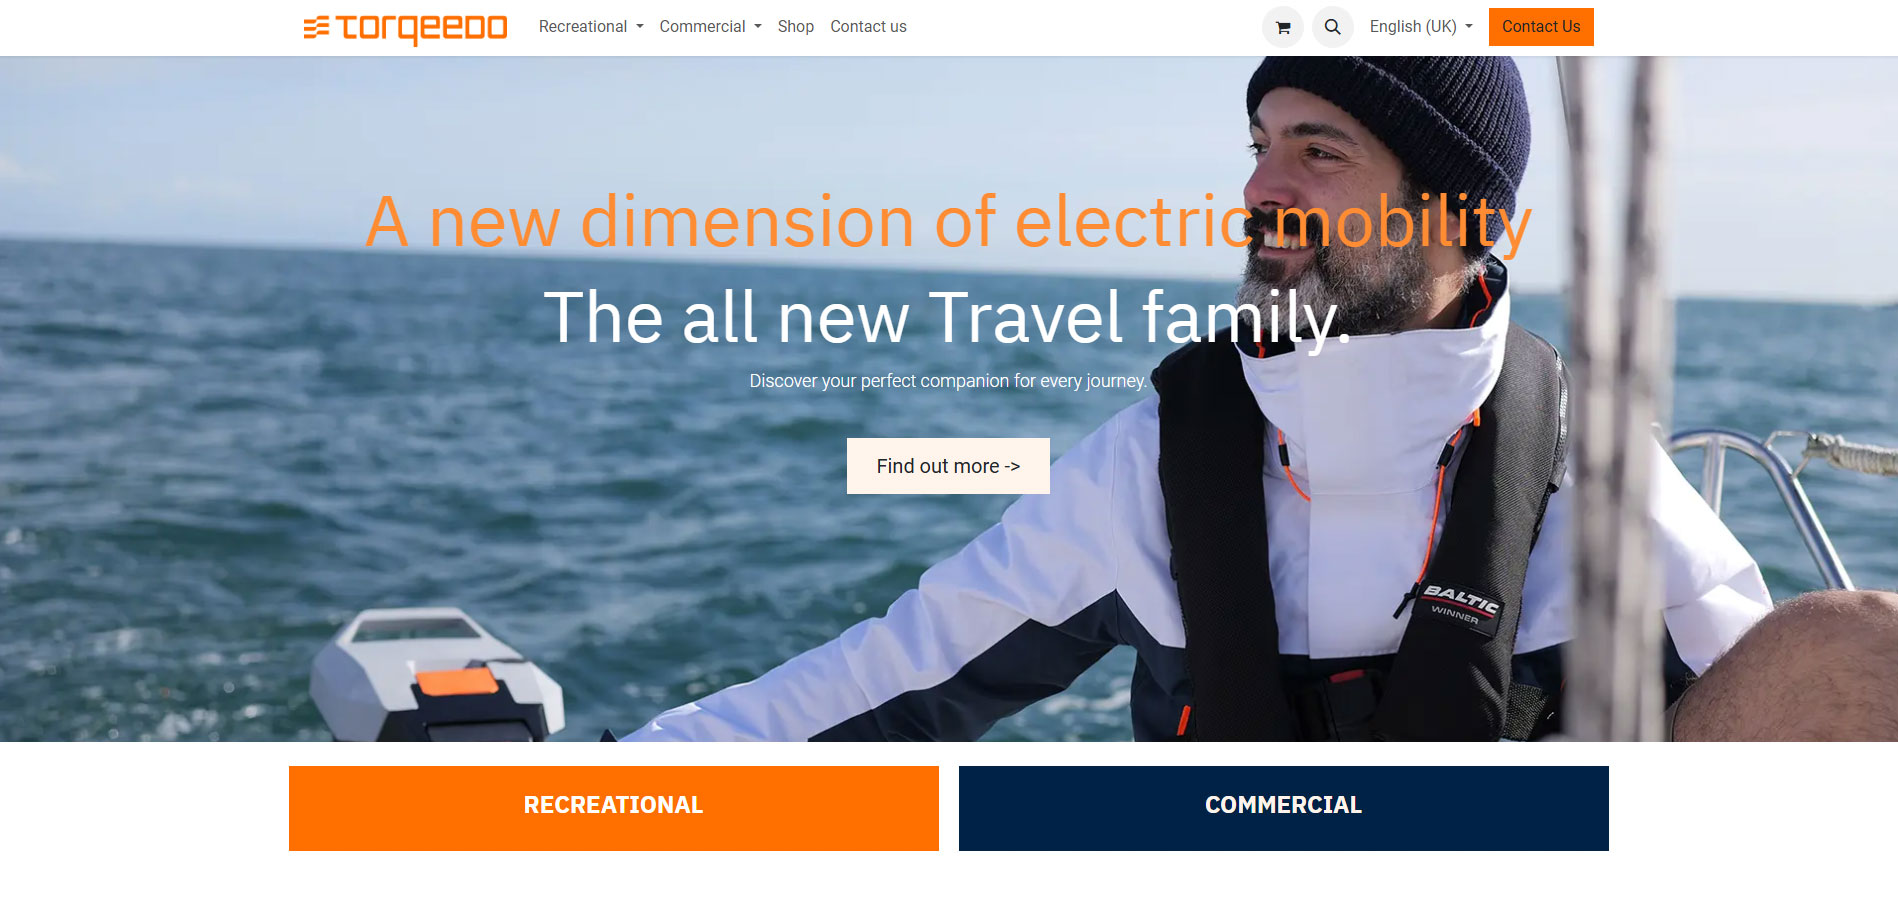 TORQEEDO
Recreational
Commercial
Shop
Contact us
English (UK)
Contact Us
A new dimension of electric mobility
The all new Travel family.
Discover your perfect companion for every journey.
Find out more ->
BALTIC
WINNER
RECREATIONAL
COMMERCIAL